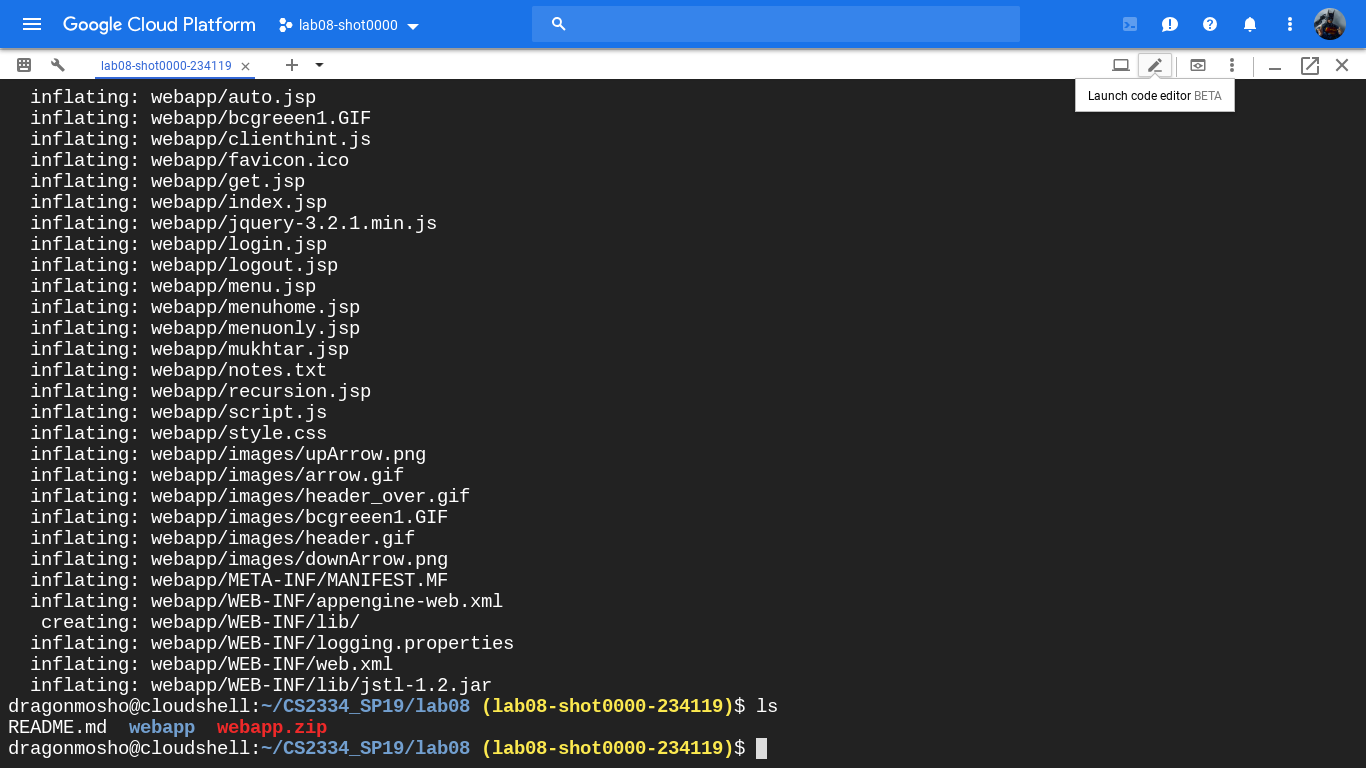 Google Cloud Platform lab08-shot0000
lab08-shot0000-234119
Launch code editor BETA
inflating: webapp/auto.jsp
inflating: webapp/bcgreeen1.GIF
inflating: webapp/clienthint.js
inflating: webapp/favicon.ico
inflating: webapp/get.jsp
inflating: webapp/index.jsp
inflating: webapp/jquery-3.2.1.min.js
inflating: webapp/login.jsp
inflating: webapp/logout.jsp
inflating: webapp/menu.jsp
inflating: webapp/menuhome.jsp
inflating: webapp/menuonly.jsp
inflating: webapp/mukhtar.jsp
inflating: webapp/notes.txt
inflating: webapp/recursion.jsp
inflating: webapp/script.js
inflating: webapp/style.css
inflating: webapp/images/upArrow.png
inflating: webapp/images/arrow.gif
inflating: webapp/images/header_over.gif
inflating: webapp/images/bcgreeen1.GIF
inflating: webapp/images/header.gif
inflating: webapp/images/downArrow.png
inflating: webapp/META-INF/MANIFEST.MF
inflating: webapp/WEB-INF/appengine-web.xml
creating: webapp/WEB-INF/lib/
inflating: webapp/WEB-INF/logging.properties
inflating: webapp/WEB-INF/web.xml
inflating: webapp/WEB-INF/lib/jstl-1.2.jar
dragonmosho@cloudshell:~/CS2334_SP19/lab08 (lab08-shot0000-234119)$ ls
README.md webapp webapp.zip
dragonmosho@cloudshell:~/CS2334_SP19/lab08 (lab08-shot0000-234119)$